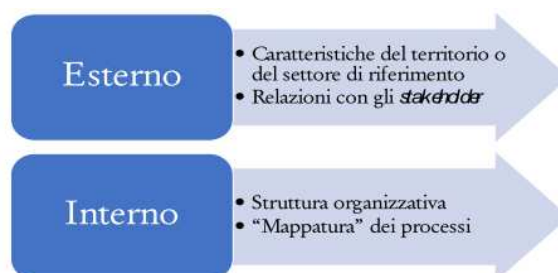 Esterno
• Caratteristiche del territorio o
del settore di riferimento
• Relazioni con gli stakeholder
Interno
• Struttura organizzativa
• “Mappatura” dei processi